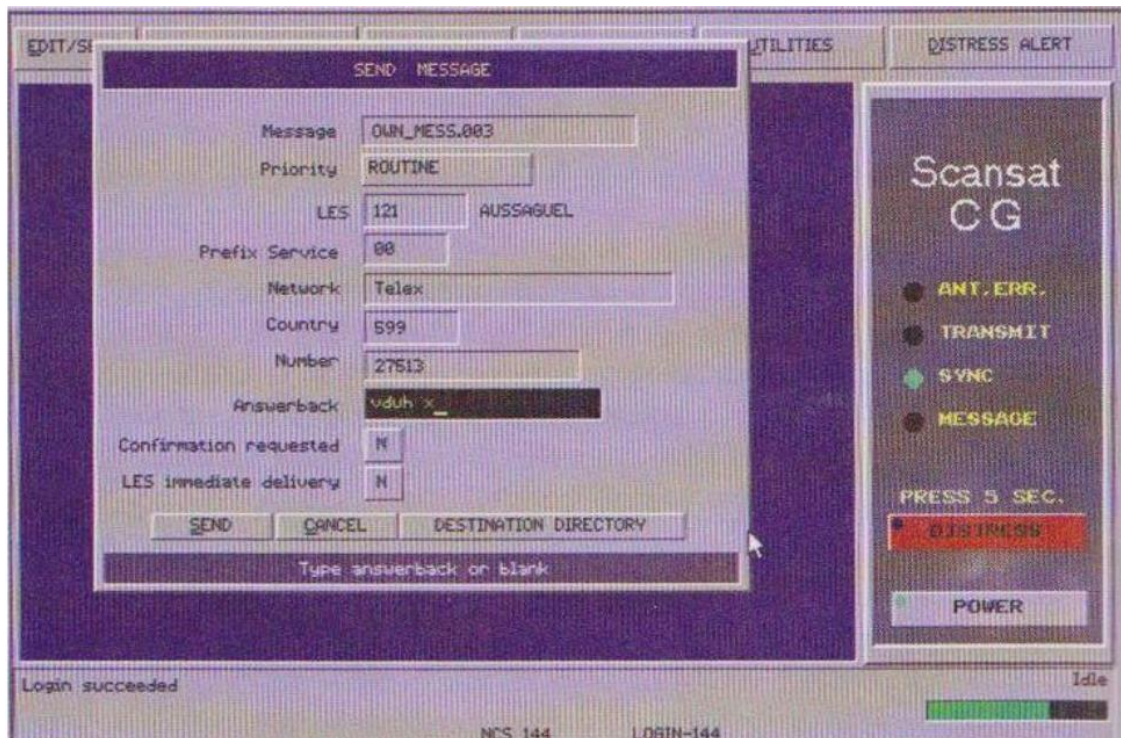 EDIT/SE
UTILITIES
DISTRESS ALERT
SEND MESSAGE
Message OWN_MESS.003
Priority ROUTINE
LES 121 AUSSAGUEL
Prefix Service 00
Network Telex
Country 599
Number 27513
Answerback vduh x_
Confirmation requested N
LES immediate delivery N
SEND CANCEL DESTINATION DIRECTORY
Type answerback or blank
Scansat
CG
ANT.ERR.
TRANSMIT
SYNC
MESSAGE
PRESS 5 SEC.
DISTRESS
POWER
Login succeeded
Idle
NCS 144 LOGIN-144